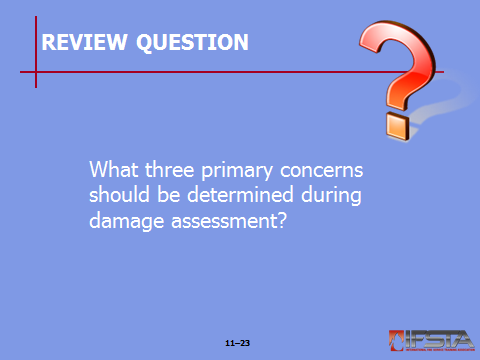 REVIEW QUESTION
What three primary concerns
should be determined during
damage assessment?
11–23
IFSTA